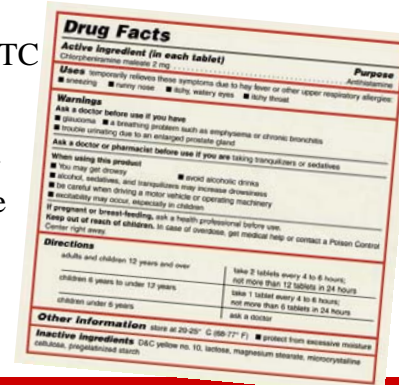 TC
e
Drug Facts
Active ingredient (in each tablet) Purpose
Chlorpheniramine maleate 2 mg Antihistamine
Uses temporarily relieves these symptoms due to hay fever or other upper respiratory allergies:
■ sneezing ■ runny nose ■ itchy, watery eyes ■ itchy throat
Warnings
Ask a doctor before use if you have
■ glaucoma ■ a breathing problem such as emphysema or chronic bronchitis
■ trouble urinating due to an enlarged prostate gland
Ask a doctor or pharmacist before use if you are taking tranquilizers or sedatives
When using this product
■ You may get drowsy ■ avoid alcoholic drinks
■ alcohol, sedatives, and tranquilizers may increase drowsiness
■ be careful when driving a motor vehicle or operating machinery
■ excitability may occur, especially in children
If pregnant or breast-feeding, ask a health professional before use.
Keep out of reach of children. In case of overdose, get medical help or contact a Poison Control
Center right away.
Directions
adults and children 12 years and over take 2 tablets every 4 to 6 hours;
not more than 12 tablets in 24 hours
children 6 years to under 12 years take 1 tablet every 4 to 6 hours;
not more than 6 tablets in 24 hours
children under 6 years ask a doctor
Other information store at 20-25° C (68-77° F) ■ protect from excessive moisture
Inactive ingredients D&C yellow no. 10, lactose, magnesium stearate, microcrystalline
cellulose, pregelatinized starch